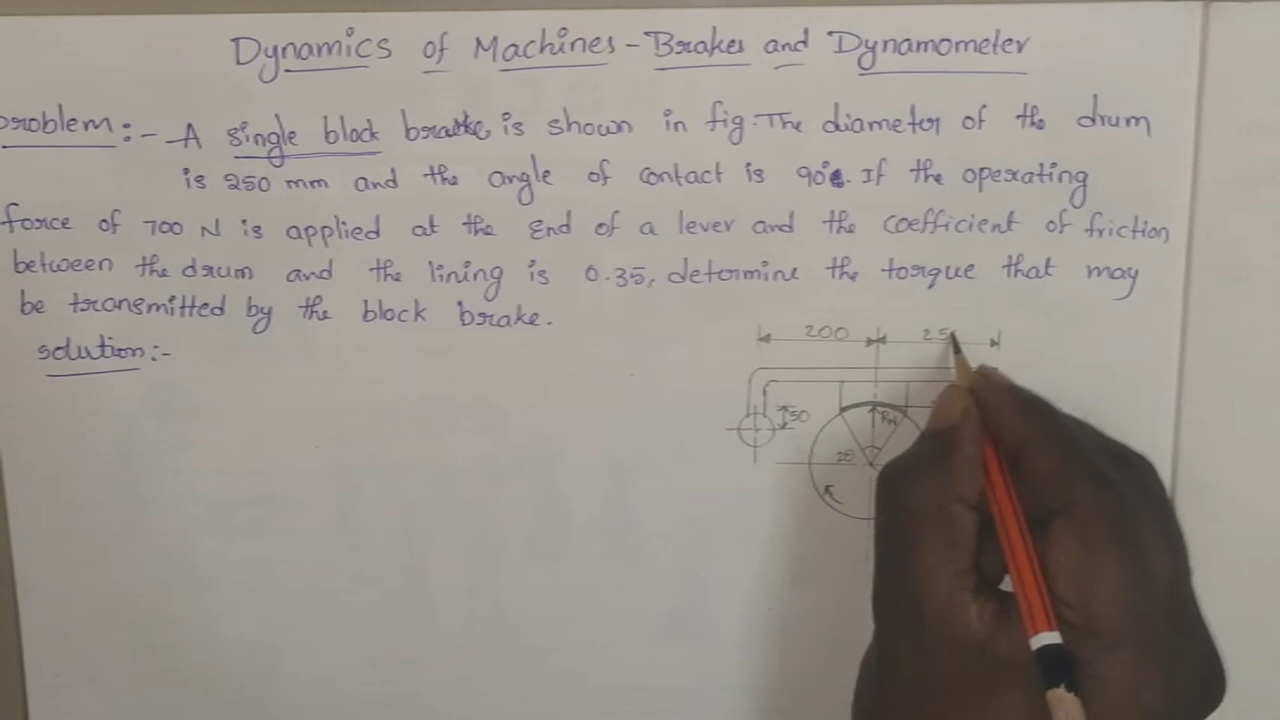 Dynamics of Machines - Brakes and Dynamometer
problem:- A single block brake is shown in fig. The diameter of the drum
is 250 mm and the angle of contact is 90°. If the operating
force of 700 N is applied at the End of a lever and the coefficient of friction
between the drum and the lining is 0.35, determine the torque that may
be transmitted by the block brake.
solution:-
200 25
50
RN
2θ